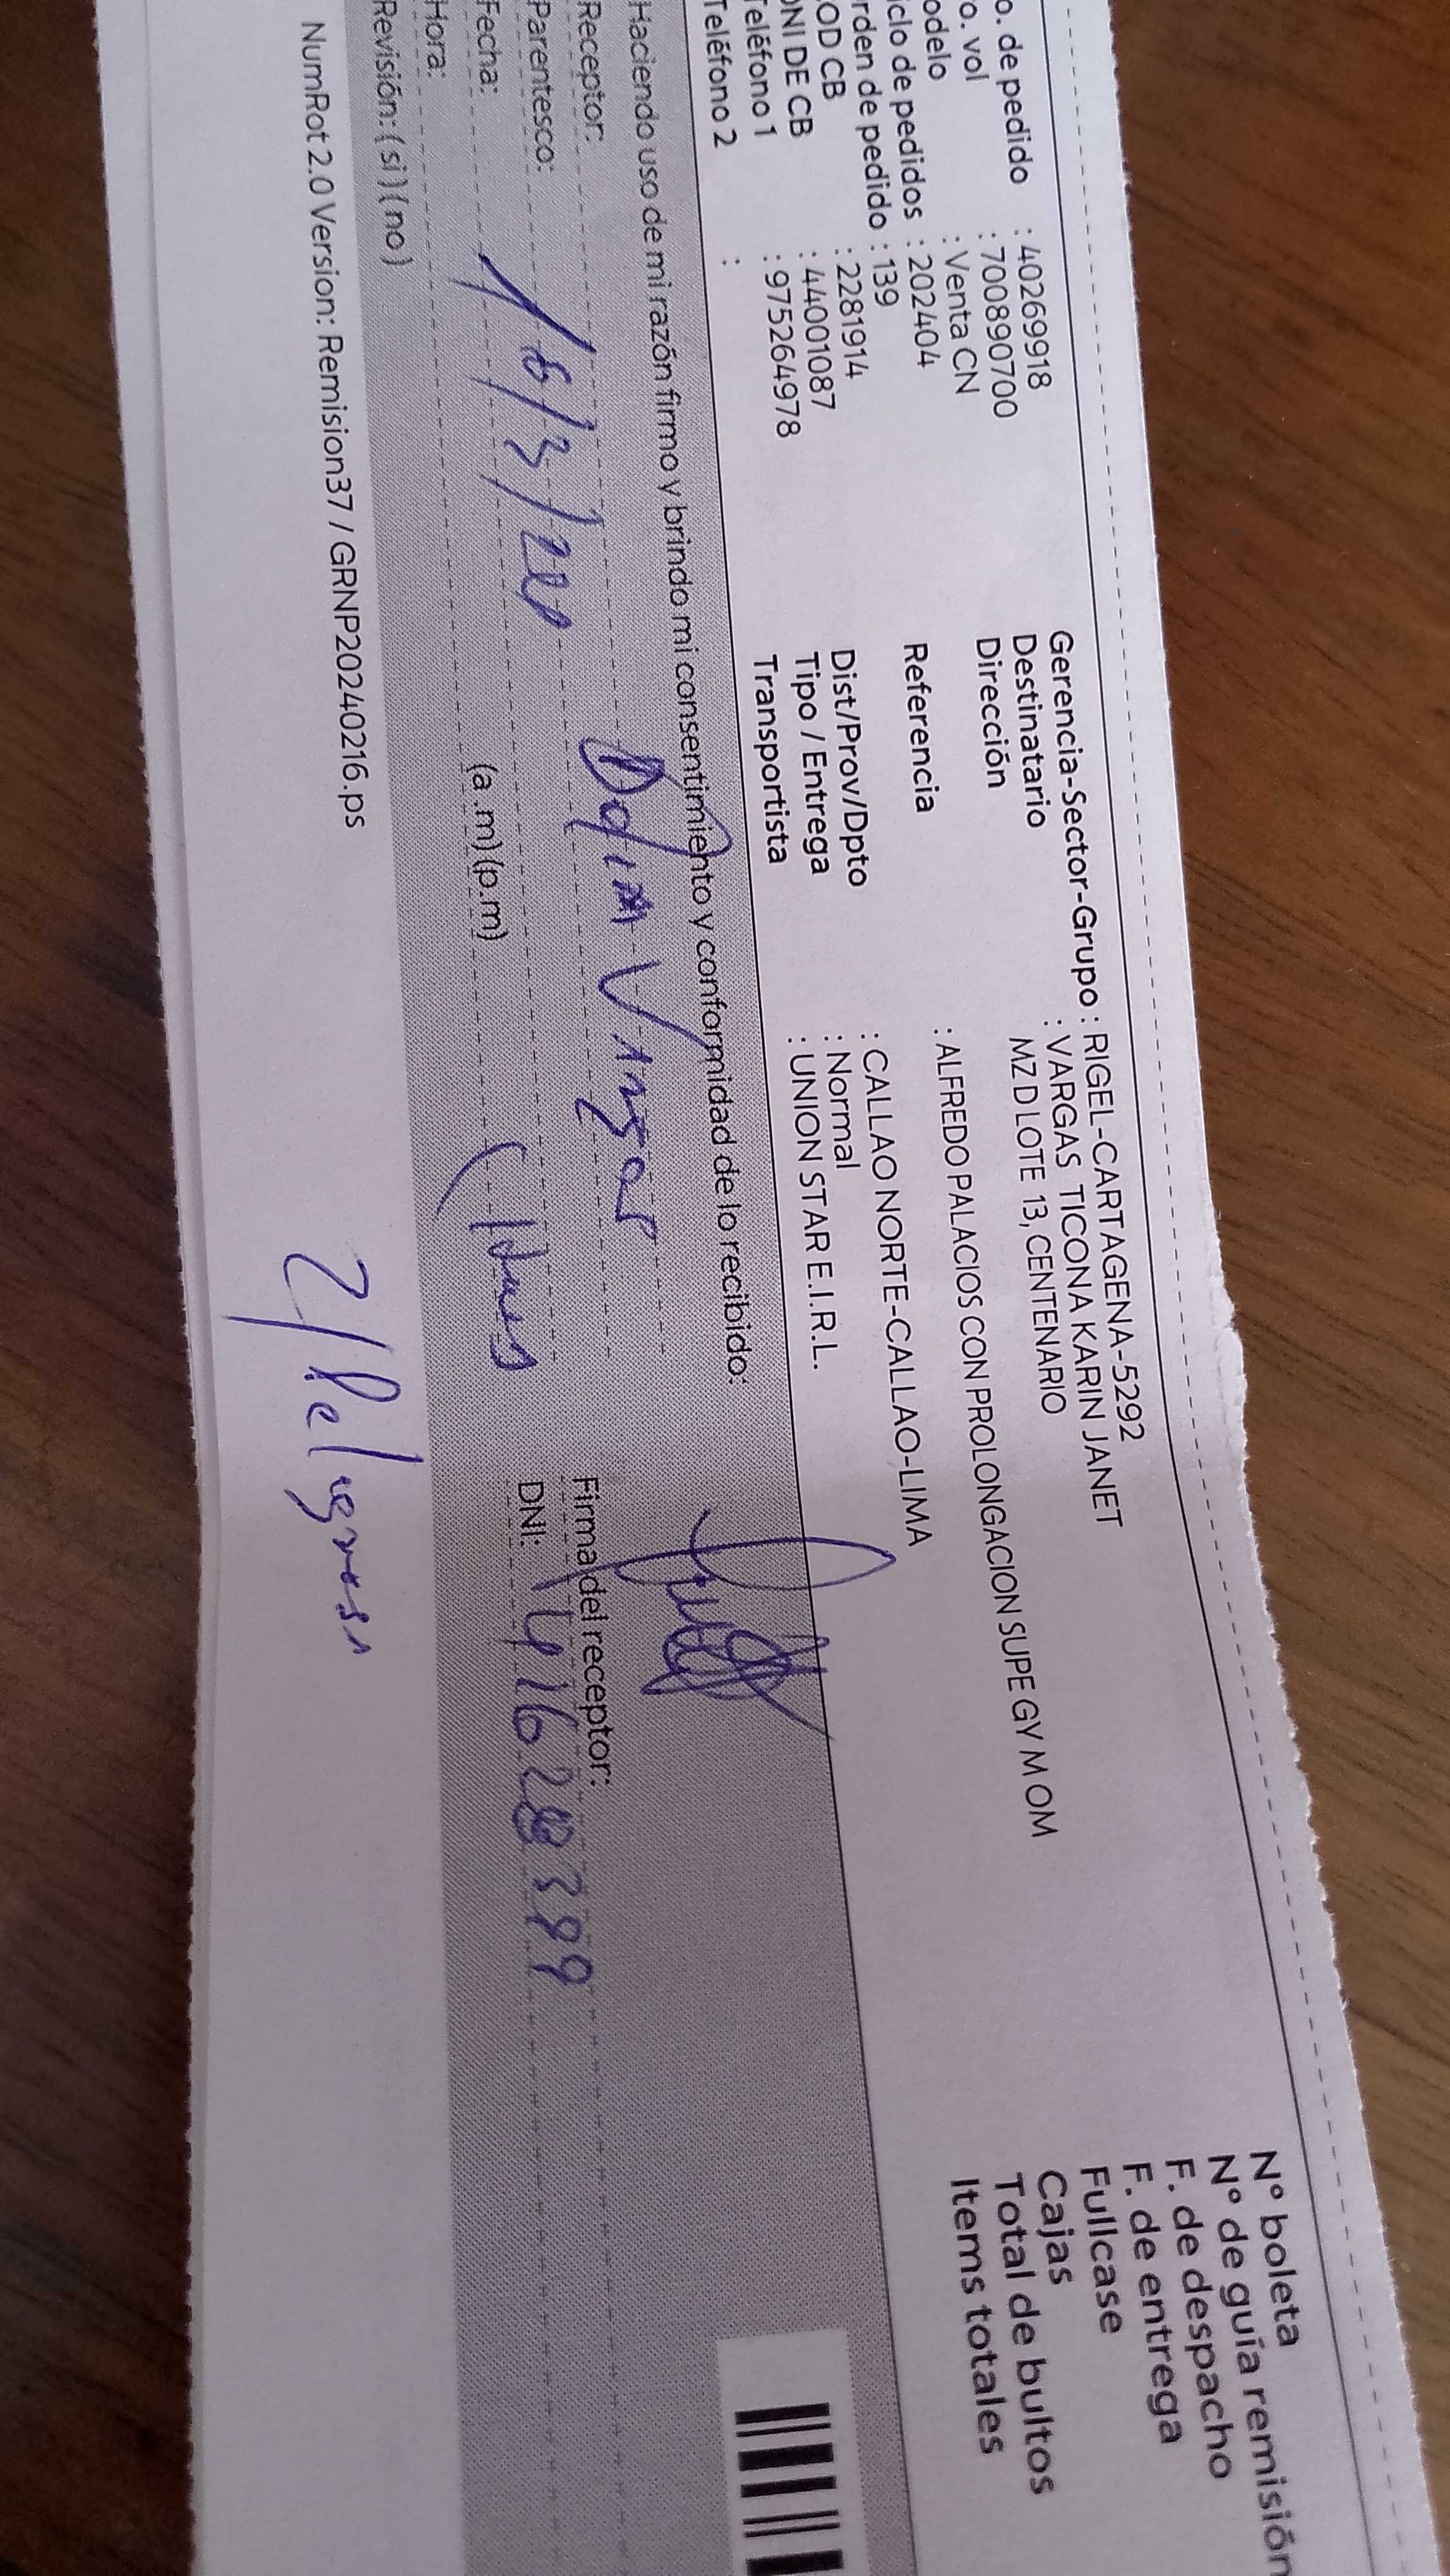 o. de pedido : 40269918
o. vol : 700890700
odelo : Venta CN
iclo de pedidos : 202404
rden de pedido : 139
OD CB : 2281914
NI DE CB : 44001087
Teléfono 1 : 975264978
Teléfono 2 :
Gerencia-Sector-Grupo : RIGEL-CARTAGENA-5292
Destinatario : VARGAS TICONA KARIN JANET
Dirección MZ D LOTE 13, CENTENARIO
Referencia : ALFREDO PALACIOS CON PROLONGACION SUPE GY M OM
Dist/Prov/Dpto : CALLAO NORTE-CALLAO-LIMA
Tipo / Entrega : Normal
Transportista : UNION STAR E.I.R.L.
N° boleta
N° de guía remisión
F. de despacho
F. de entrega
Fullcase
Cajas
Total de bultos
Items totales
Haciendo uso de mi razón firmo y brindo mi consentimiento y conformidad de lo recibido:
Receptor:
Parentesco:
Fecha:
Hora: (a.m) (p.m)
Revisión: ( si ) ( no )
Firma del receptor:
DNI:
NumRot 2.0 Version: Remision37 / GRNP20240216.ps